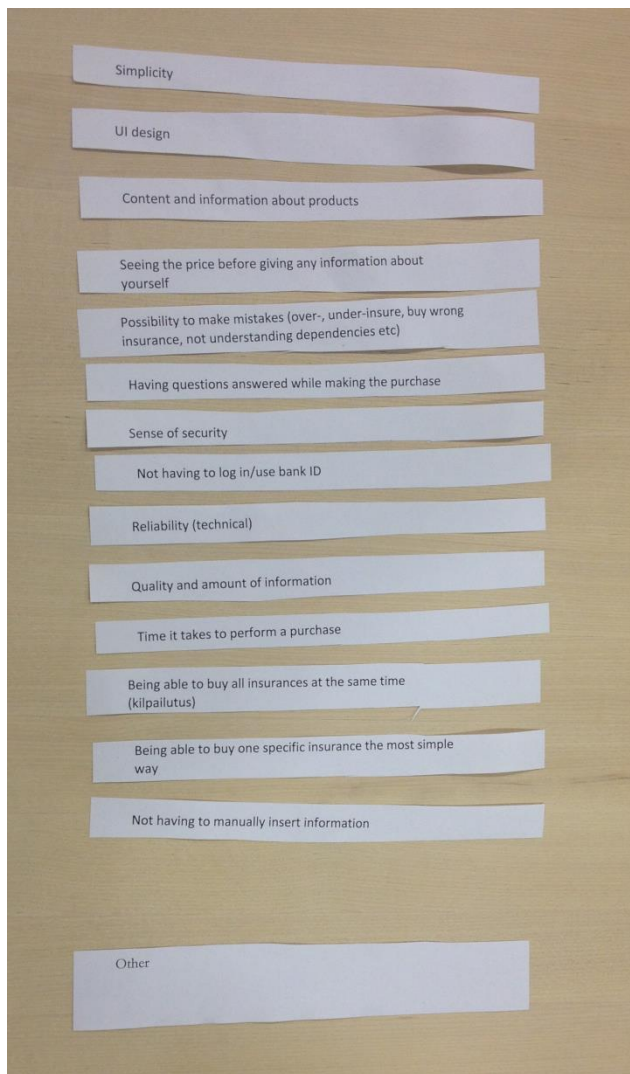 Simplicity
UI design
Content and information about products
Seeing the price before giving any information about
yourself
Possibility to make mistakes (over-, under-insure, buy wrong
insurance, not understanding dependencies etc)
Having questions answered while making the purchase
Sense of security
Not having to log in/use bank ID
Reliability (technical)
Quality and amount of information
Time it takes to perform a purchase
Being able to buy all insurances at the same time
(kilpailutus)
Being able to buy one specific insurance the most simple
way
Not having to manually insert information
Other